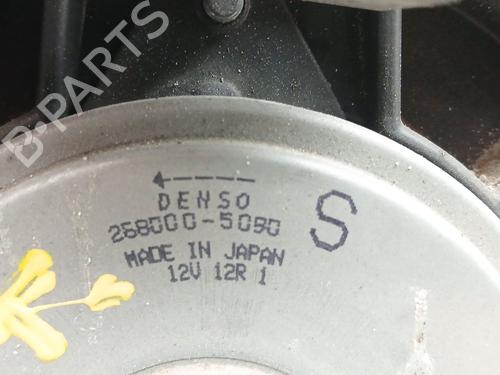 B-PARTS
DENSO
268000-5090
S
MADE IN JAPAN
12V 12R 1